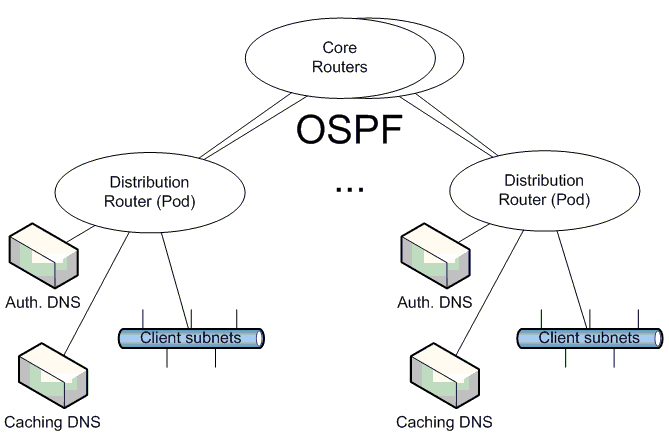 Core
Routers
OSPF
...
Distribution
Router (Pod)
Distribution
Router (Pod)
Auth. DNS
Auth. DNS
Client subnets
Client subnets
Caching DNS
Caching DNS